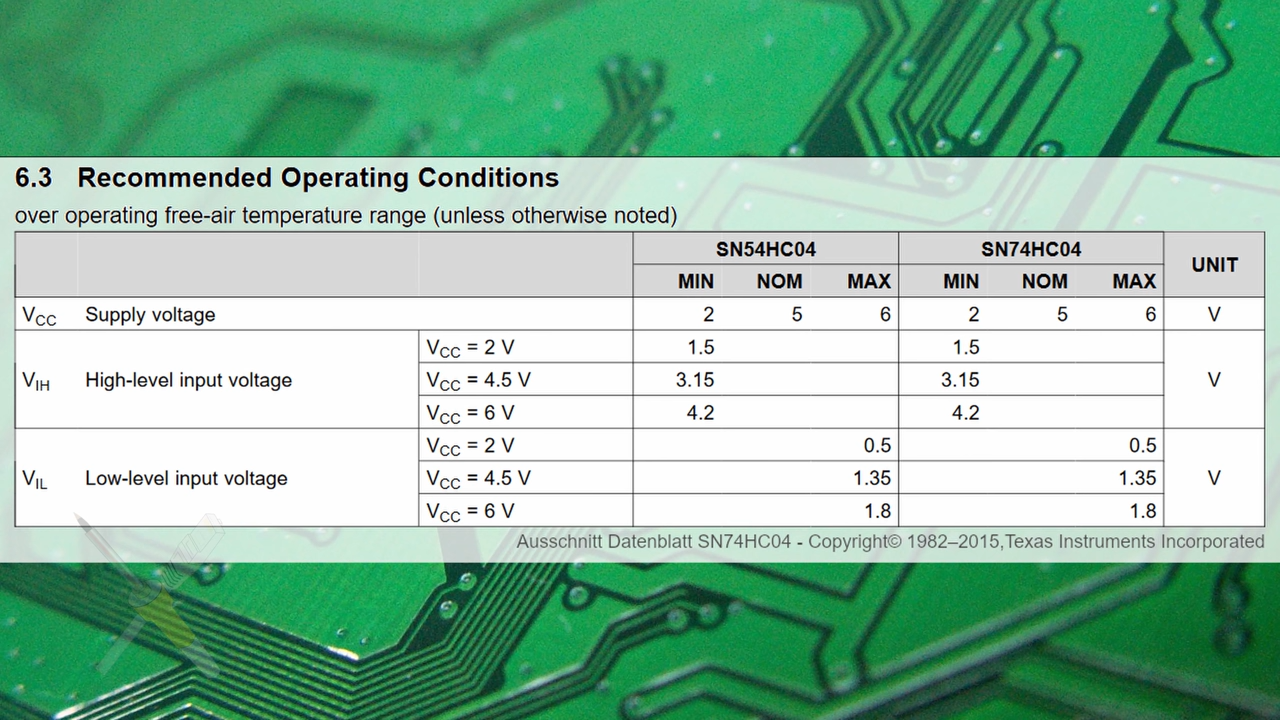 6.3 Recommended Operating Conditions
over operating free-air temperature range (unless otherwise noted)
SN54HC04 SN74HC04 UNIT
MIN NOM MAX MIN NOM MAX
VCC Supply voltage 2 5 6 2 5 6 V
VIH High-level input voltage VCC = 2 V 1.5 1.5 V
VCC = 4.5 V 3.15 3.15
VCC = 6 V 4.2 4.2
VIL Low-level input voltage VCC = 2 V 0.5 0.5 V
VCC = 4.5 V 1.35 1.35
VCC = 6 V 1.8 1.8
Ausschnitt Datenblatt SN74HC04 - Copyright© 1982–2015,Texas Instruments Incorporated